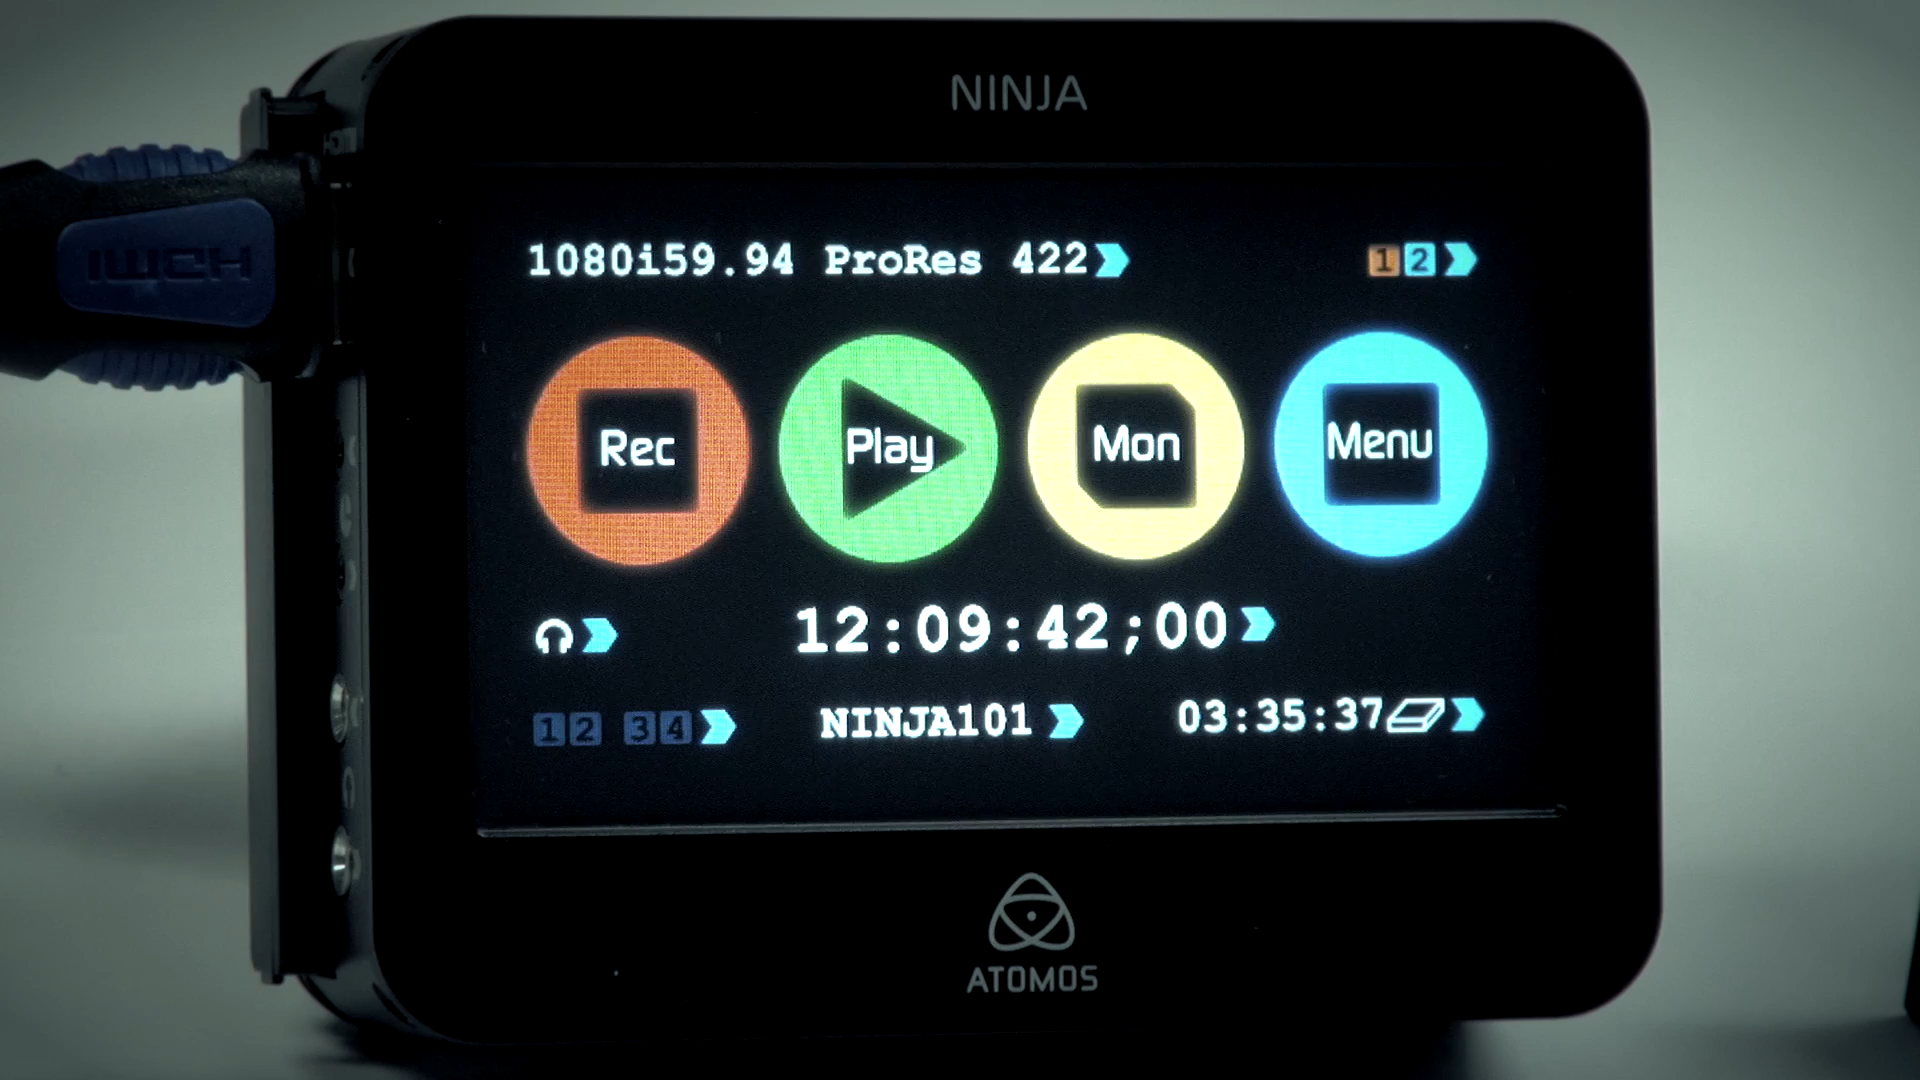 NINJA
HDMI
1080i59.94 ProRes 422 1 2
Rec Play Mon Menu
12:09:42;00
1 2 3 4 NINJA101 03:35:37
ATOMOS